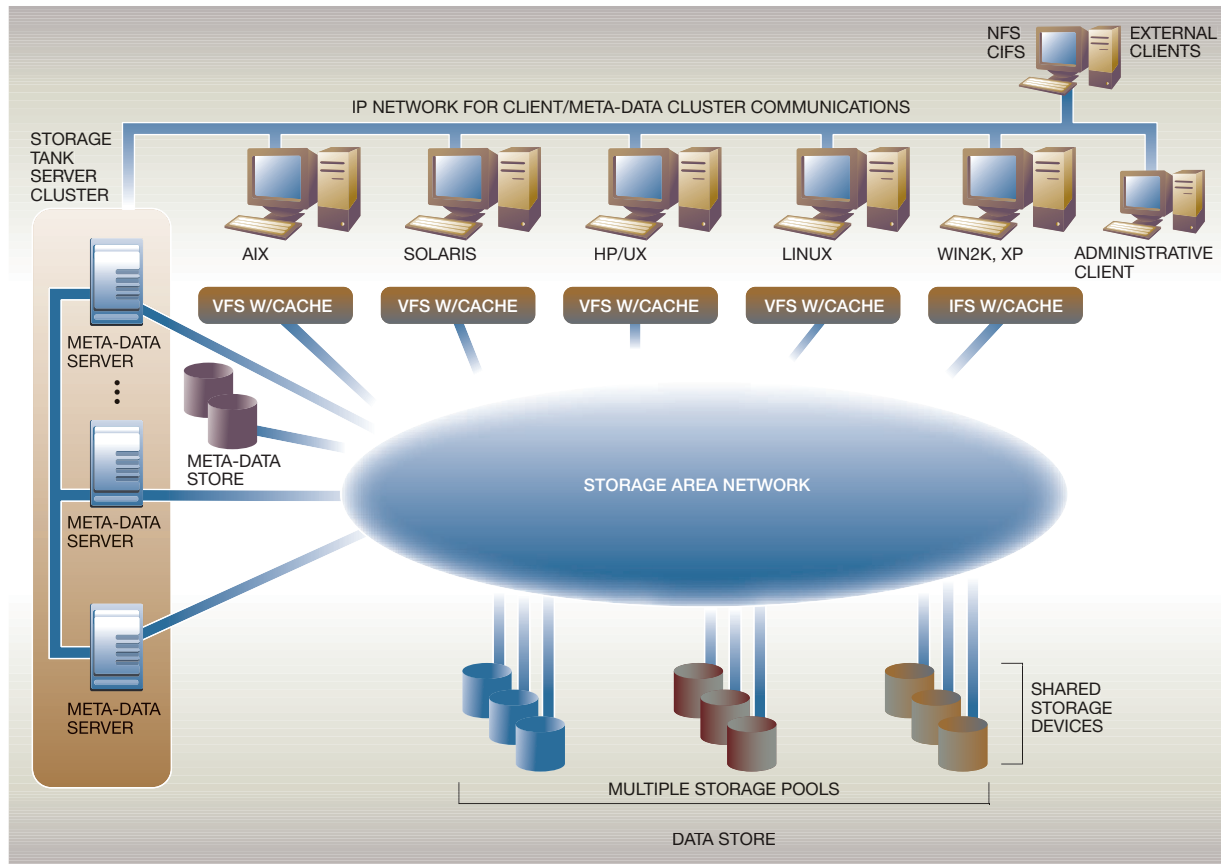 NFS
CIFS
EXTERNAL
CLIENTS
IP NETWORK FOR CLIENT/META-DATA CLUSTER COMMUNICATIONS
STORAGE
TANK
SERVER
CLUSTER
AIX
SOLARIS
HP/UX
LINUX
WIN2K, XP
ADMINISTRATIVE
CLIENT
VFS W/CACHE
VFS W/CACHE
VFS W/CACHE
VFS W/CACHE
IFS W/CACHE
META-DATA
SERVER
META-DATA
STORE
STORAGE AREA NETWORK
META-DATA
SERVER
META-DATA
SERVER
SHARED
STORAGE
DEVICES
MULTIPLE STORAGE POOLS
DATA STORE